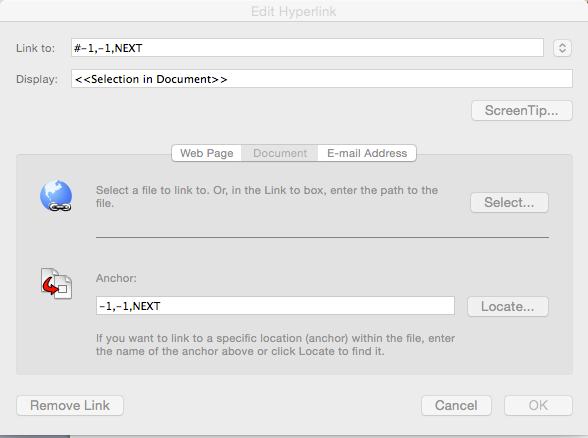 Edit Hyperlink
Link to: #-1,-1,NEXT
Display: <<Selection in Document>>
ScreenTip...
Web Page Document E-mail Address
Select a file to link to. Or, in the Link to box, enter the path to the
file.
Select...
Anchor:
-1,-1,NEXT
Locate...
If you want to link to a specific location (anchor) within the file, enter
the name of the anchor above or click Locate to find it.
Remove Link Cancel OK